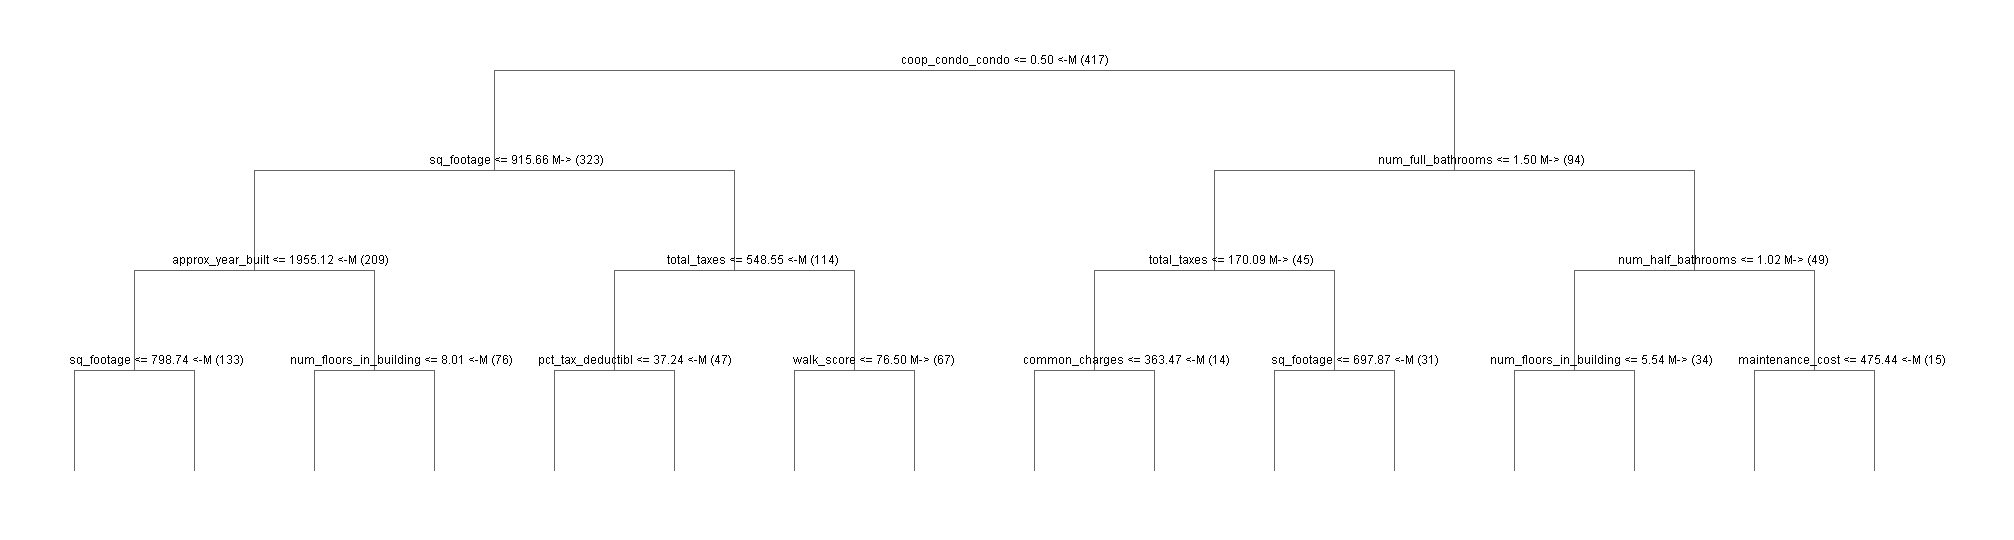 coop_condo_condo <= 0.50 <-M (417)
sq_footage <= 915.66 M-> (323)
num_full_bathrooms <= 1.50 M-> (94)
approx_year_built <= 1955.12 <-M (209)
total_taxes <= 548.55 <-M (114)
total_taxes <= 170.09 M-> (45)
num_half_bathrooms <= 1.02 M-> (49)
sq_footage <= 798.74 <-M (133)
num_floors_in_building <= 8.01 <-M (76)
pct_tax_deductibl <= 37.24 <-M (47)
walk_score <= 76.50 M-> (67)
common_charges <= 363.47 <-M (14)
sq_footage <= 697.87 <-M (31)
num_floors_in_building <= 5.54 M-> (34)
maintenance_cost <= 475.44 <-M (15)